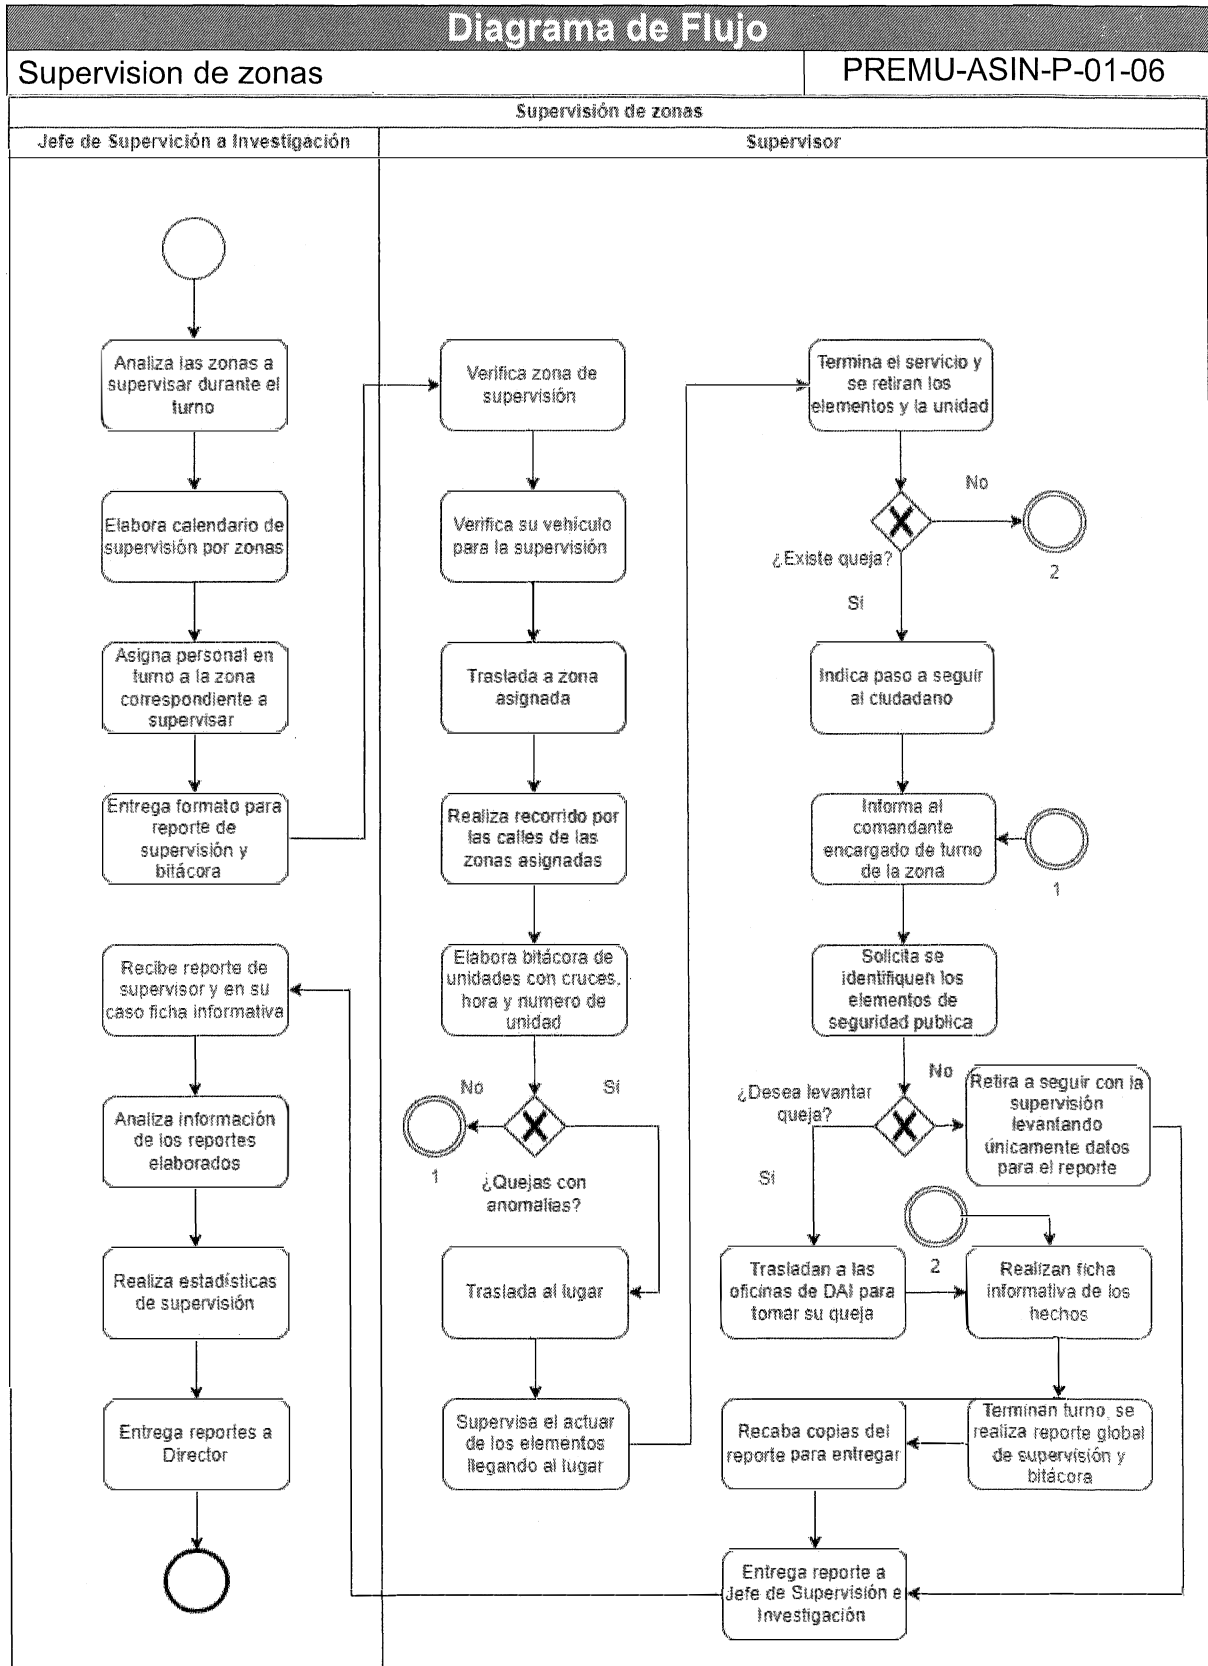 Diagrama de Flujo
Supervision de zonas
PREMU-ASIN-P-01-06
Supervisión de zonas
Jefe de Supervición a Investigación
Supervisor
Analiza las zonas a
supervisar durante el
turno
Elabora calendario de
supervisión por zonas
Asigna personal en
turno a la zona
correspondiente a
supervisar
Entrega formato para
reporte de
supervisión y
bitácora
Recibe reporte de
supervisor y en su
caso ficha informativa
Analiza información
de los reportes
elaborados
Realiza estadísticas
de supervisión
Entrega reportes a
Director
Verifica zona de
supervisión
Verifica su vehículo
para la supervisión
Traslada a zona
asignada
Realiza recorrido por
las calles de las
zonas asignadas
Elabora bitácora de
unidades con cruces,
hora y numero de
unidad
No
Sí
1
¿Quejas con
anomalías?
Traslada al lugar
Supervisa el actuar
de los elementos
llegando al lugar
Termina el servicio y
se retiran los
elementos y la unidad
No
¿Existe queja?
2
Sí
Indica paso a seguir
al ciudadano
Informa al
comandante
encargado de turno
de la zona
1
Solicita se
identifiquen los
elementos de
seguridad publica
¿Desea levantar
queja?
No
Sí
Retira a seguir con la
supervisión
levantando
únicamente datos
para el reporte
2
Trasladan a las
oficinas de DAI para
tomar su queja
Realizan ficha
informativa de los
hechos
Terminan turno, se
realiza reporte global
de supervisión y
bitácora
Recaba copias del
reporte para entregar
Entrega reporte a
Jefe de Supervisión e
Investigación